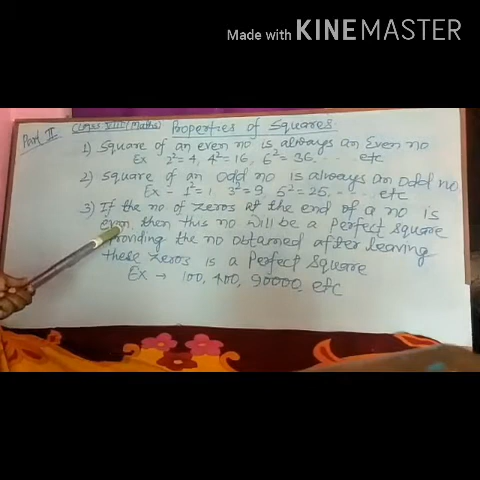 Made with KINEMASTER
Part II Class VIII (Maths) Properties of Squares
1) Square of an even no is always an Even no
Ex 2²= 4, 4²=16, 6²= 36. . . . etc
2) Square of an Odd no is always an Odd no
Ex - 1²= 1, 3²= 9, 5²= 25, . . . . etc
3) If the no of zeros at the end of a no is
even, then this no will be a Perfect Square
Providing the no obtained after leaving
these zeros is a Perfect Square
Ex → 100, 400, 90000, etc